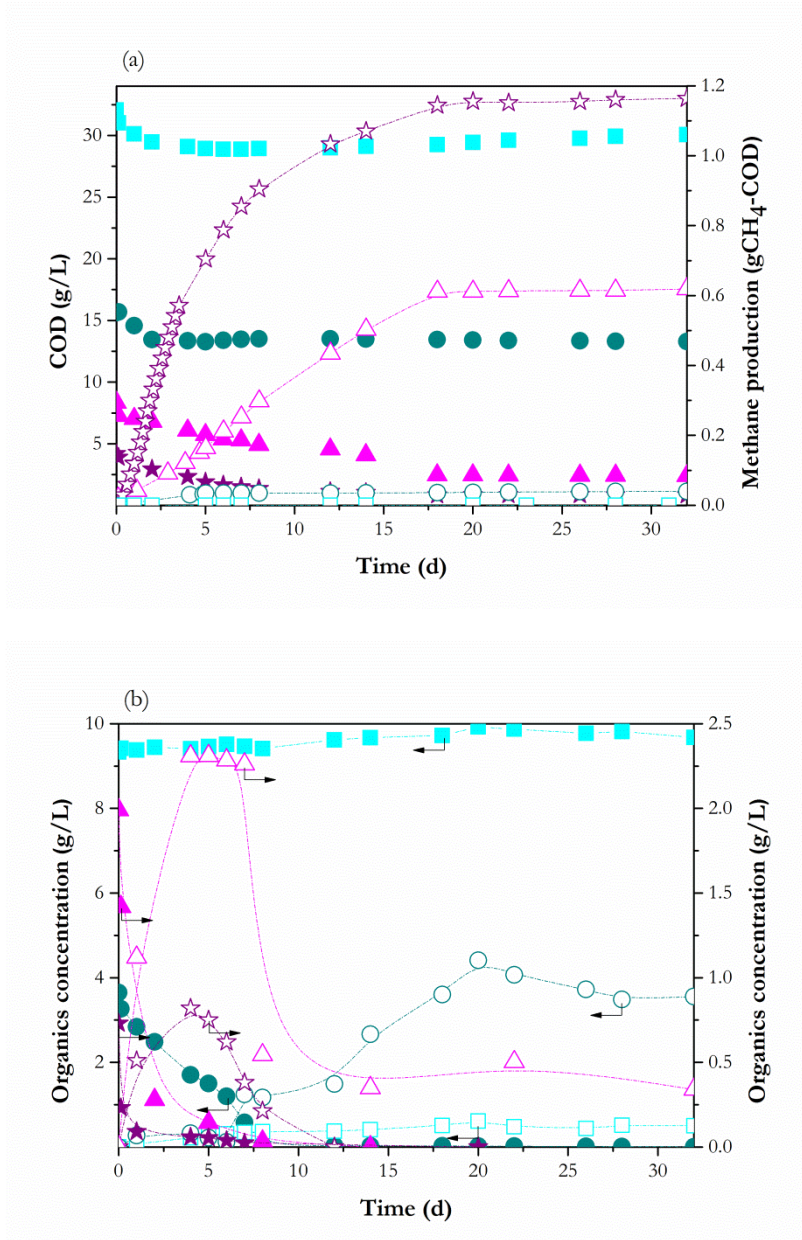 (a)
30
25
20
15
10
5
COD (g/L)
1.2
1.0
0.8
0.6
0.4
0.2
0.0
Methane production (gCH4-COD)
0 5 10 15 20 25 30
Time (d)
(b)
10
8
6
4
2
Organics concentration (g/L)
2.5
2.0
1.5
1.0
0.5
0.0
Organics concentration (g/L)
0 5 10 15 20 25 30
Time (d)